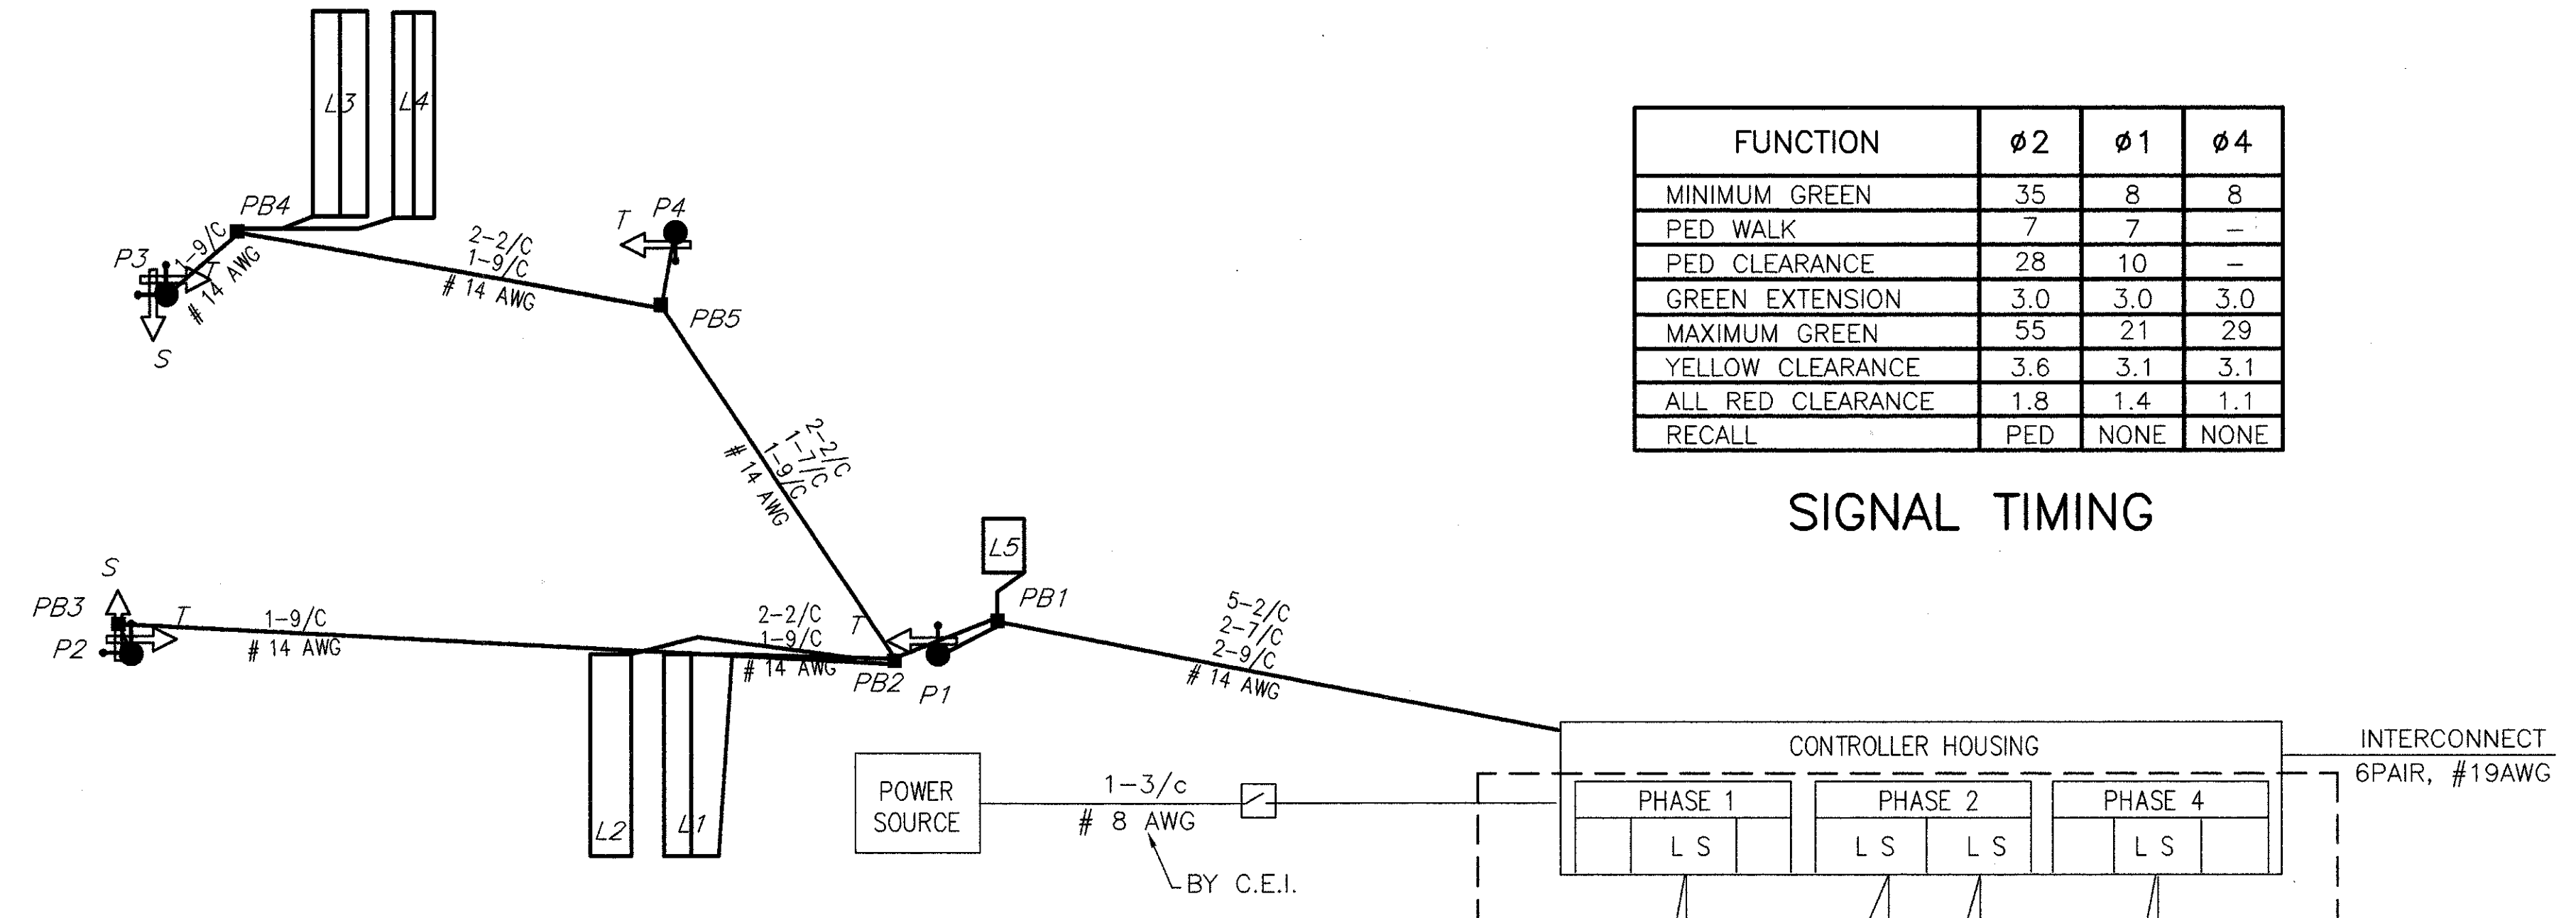 L3
L4
PB4
1-9/C
# 14 AWG
P3
T
S
2-2/C
1-9/C
# 14 AWG
T
P4
PB5
2-2/C
1-7/C
1-9/C
# 14 AWG
FUNCTION ø2 ø1 ø4
MINIMUM GREEN 35 8 8
PED WALK 7 7 –
PED CLEARANCE 28 10 –
GREEN EXTENSION 3.0 3.0 3.0
MAXIMUM GREEN 55 21 29
YELLOW CLEARANCE 3.6 3.1 3.1
ALL RED CLEARANCE 1.8 1.4 1.1
RECALL PED NONE NONE
SIGNAL TIMING
S
PB3
P2
T
1-9/C
# 14 AWG
2-2/C
1-9/C
# 14 AWG
T
L5
PB1
PB2
P1
5-2/C
2-7/C
2-9/C
# 14 AWG
L2
L1
POWER
SOURCE
1-3/c
# 8 AWG
BY C.E.I.
CONTROLLER HOUSING
PHASE 1
PHASE 2
PHASE 4
L S
L S
L S
L S
INTERCONNECT
6PAIR, #19AWG